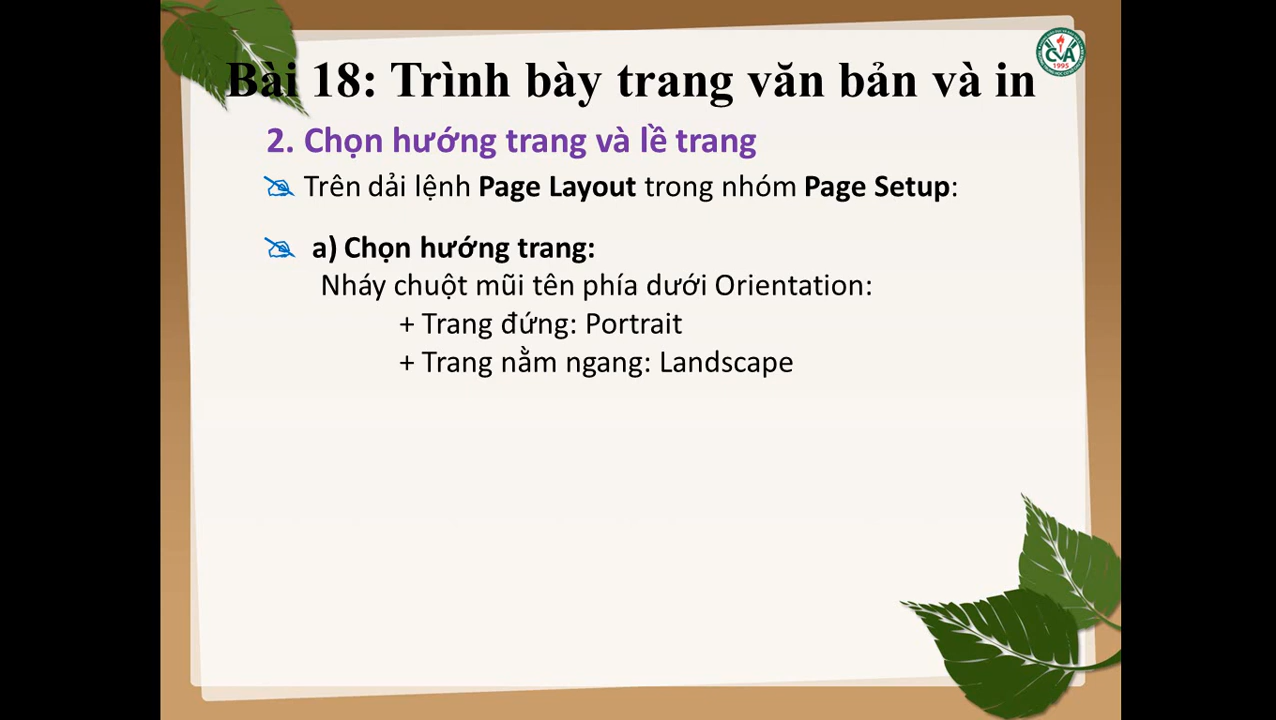 Bài 18: Trình bày trang văn bản và in
CVA
1995
2. Chọn hướng trang và lề trang
Trên dải lệnh Page Layout trong nhóm Page Setup:
a) Chọn hướng trang:
Nháy chuột mũi tên phía dưới Orientation:
+ Trang đứng: Portrait
+ Trang nằm ngang: Landscape